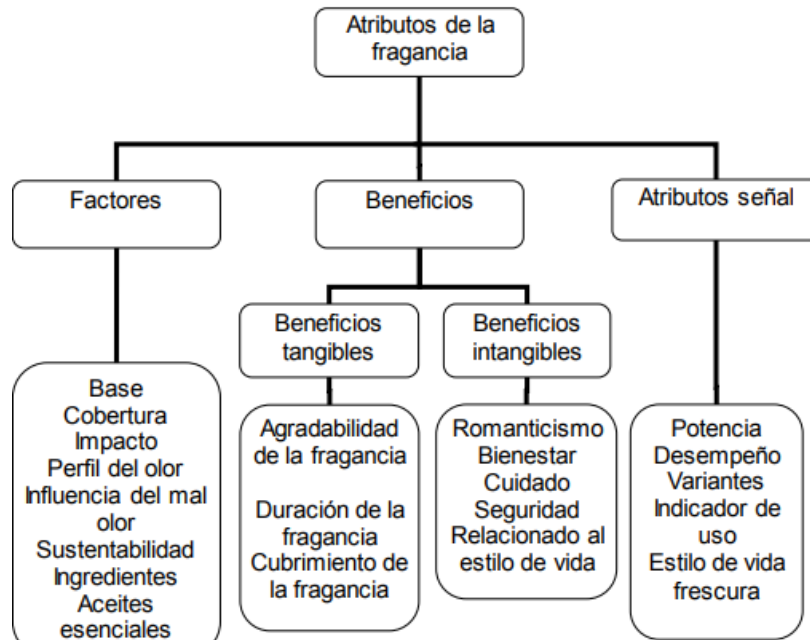 Atributos de la
fragancia
Factores
Beneficios
Atributos señal
Beneficios
tangibles
Beneficios
intangibles
Base
Cobertura
Impacto
Perfil del olor
Influencia del mal
olor
Sustentabilidad
Ingredientes
Aceites
esenciales
Agradabilidad
de la fragancia
Duración de la
fragancia
Cubrimiento de
la fragancia
Romanticismo
Bienestar
Cuidado
Seguridad
Relacionado al
estilo de vida
Potencia
Desempeño
Variantes
Indicador de
uso
Estilo de vida
frescura